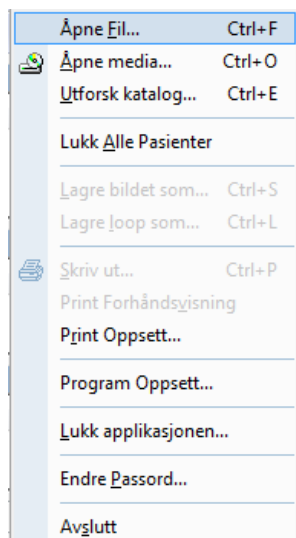 Åpne Fil... Ctrl+F
Åpne media... Ctrl+O
Utforsk katalog... Ctrl+E
Lukk Alle Pasienter
Lagre bildet som... Ctrl+S
Lagre loop som... Ctrl+L
Skriv ut... Ctrl+P
Print Forhåndsvisning
Print Oppsett...
Program Oppsett...
Lukk applikasjonen...
Endre Passord...
Avslutt